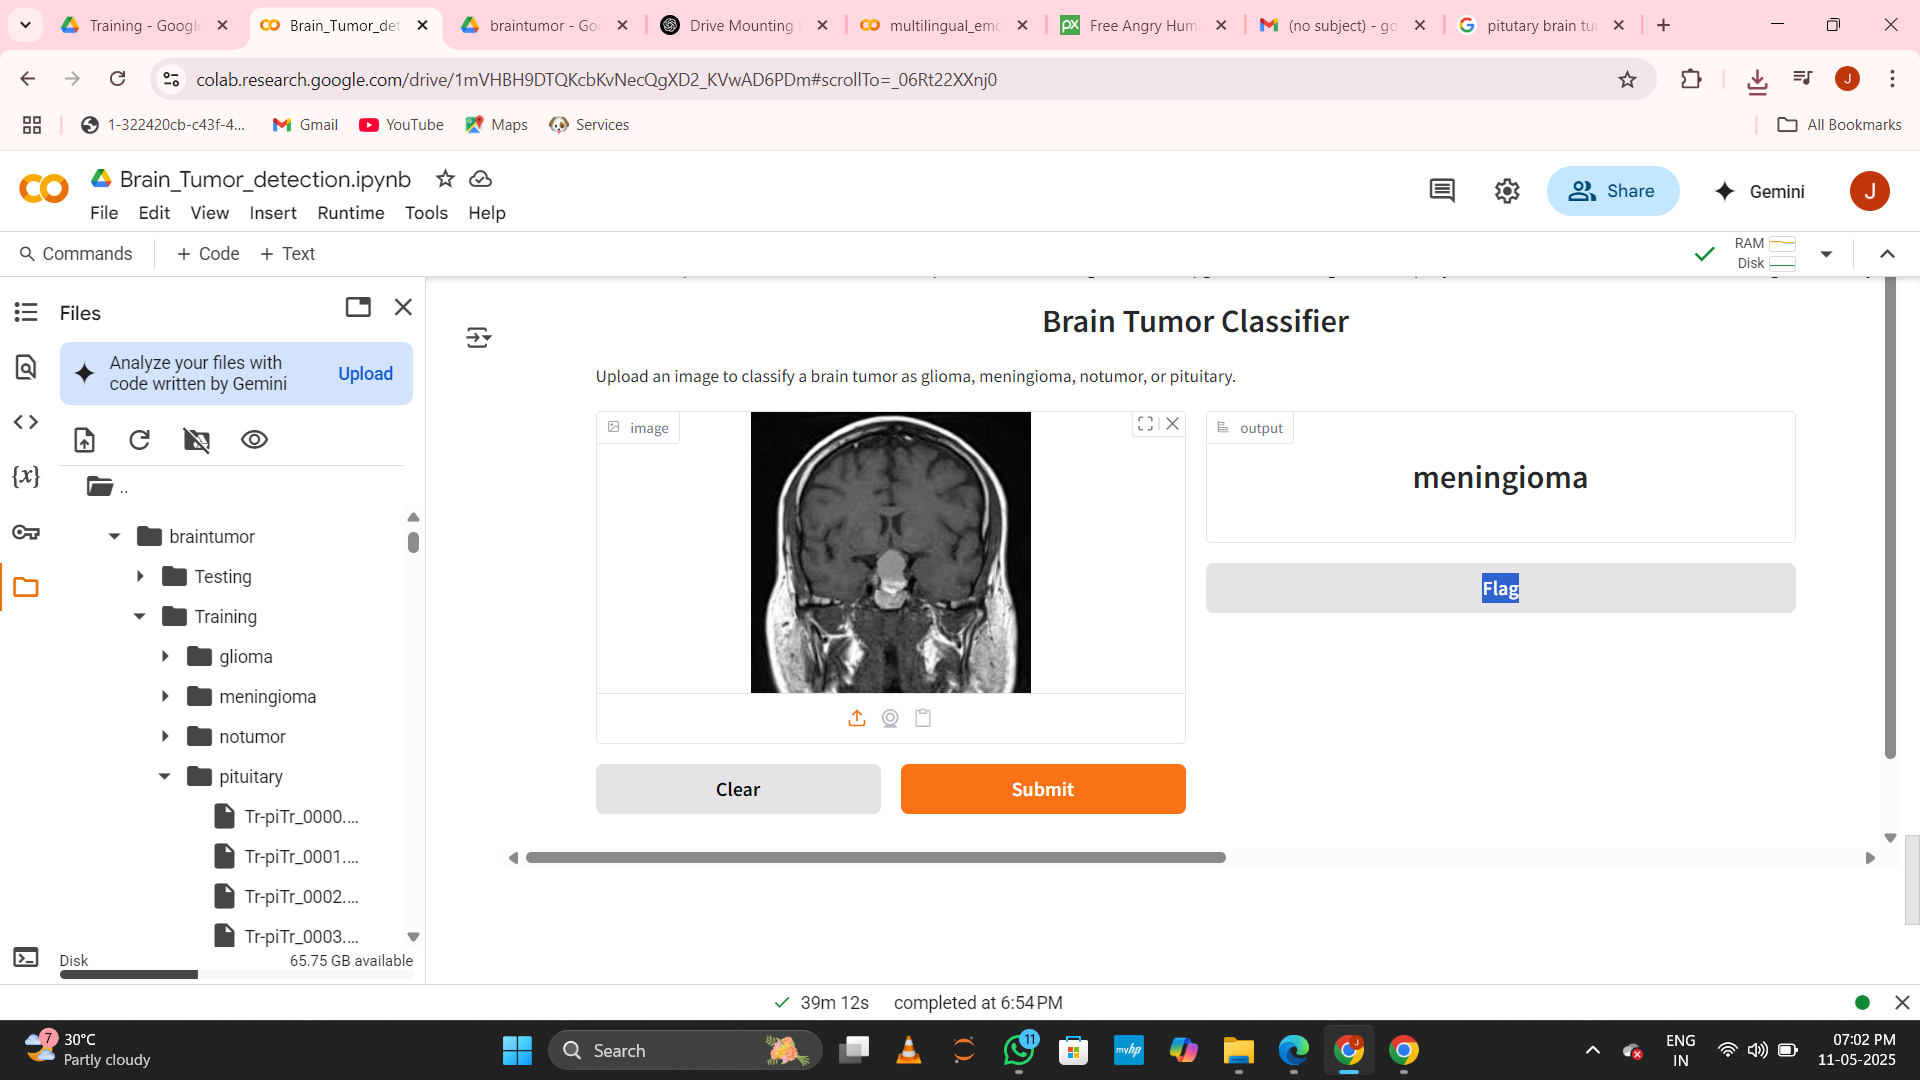 Training - Google
Brain_Tumor_det
braintumor - Goo
Drive Mounting
multilingual_emo
Free Angry Hum
(no subject) - go
pitutary brain tu
colab.research.google.com/drive/1mVHBH9DTQKcbKvNecQgXD2_KVwAD6PDm#scrollTo=_06Rt22XXnj0
J
1-322420cb-c43f-4...
Gmail
YouTube
Maps
Services
All Bookmarks
CO
Brain_Tumor_detection.ipynb
File Edit View Insert Runtime Tools Help
Share
Gemini
J
Commands
+ Code + Text
RAM
Disk
Files
Analyze your files with
code written by Gemini
Upload
..
braintumor
Testing
Training
glioma
meningioma
notumor
pituitary
Tr-piTr_0000....
Tr-piTr_0001....
Tr-piTr_0002....
Tr-piTr_0003....
Disk
65.75 GB available
Brain Tumor Classifier
Upload an image to classify a brain tumor as glioma, meningioma, notumor, or pituitary.
image
output
meningioma
Flag
Clear
Submit
39m 12s completed at 6:54 PM
7
30°C
Partly cloudy
Search
11
myhp
ENG
IN
07:02 PM
11-05-2025